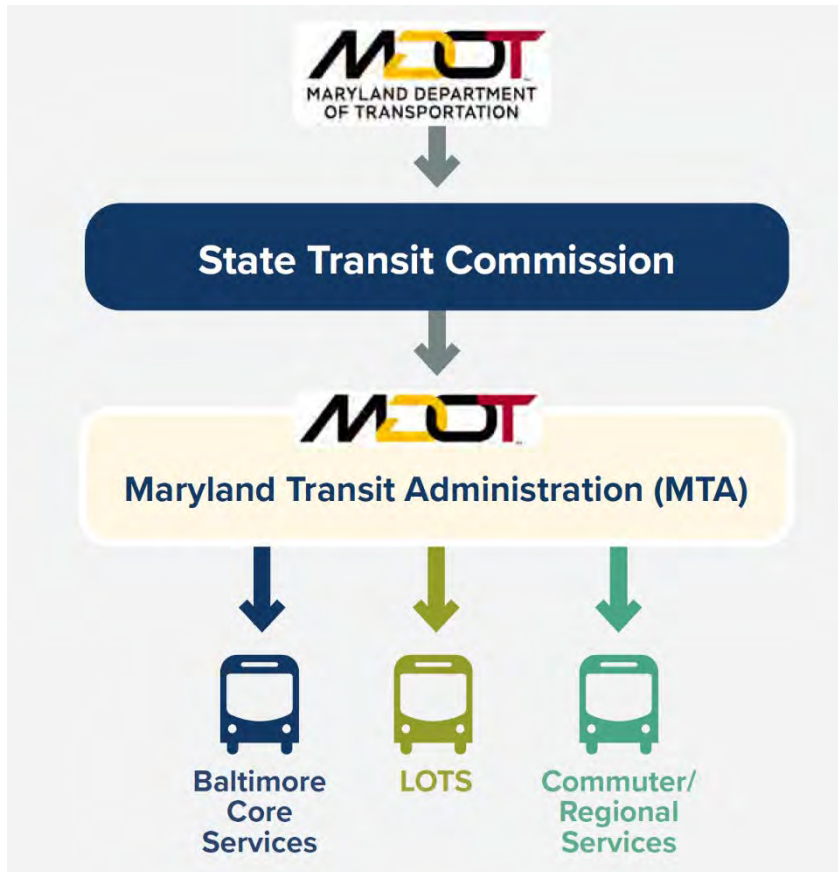 MDOT
MARYLAND DEPARTMENT
OF TRANSPORTATION
State Transit Commission
MDOT
Maryland Transit Administration (MTA)
Baltimore
Core
Services
LOTS
Commuter/
Regional
Services